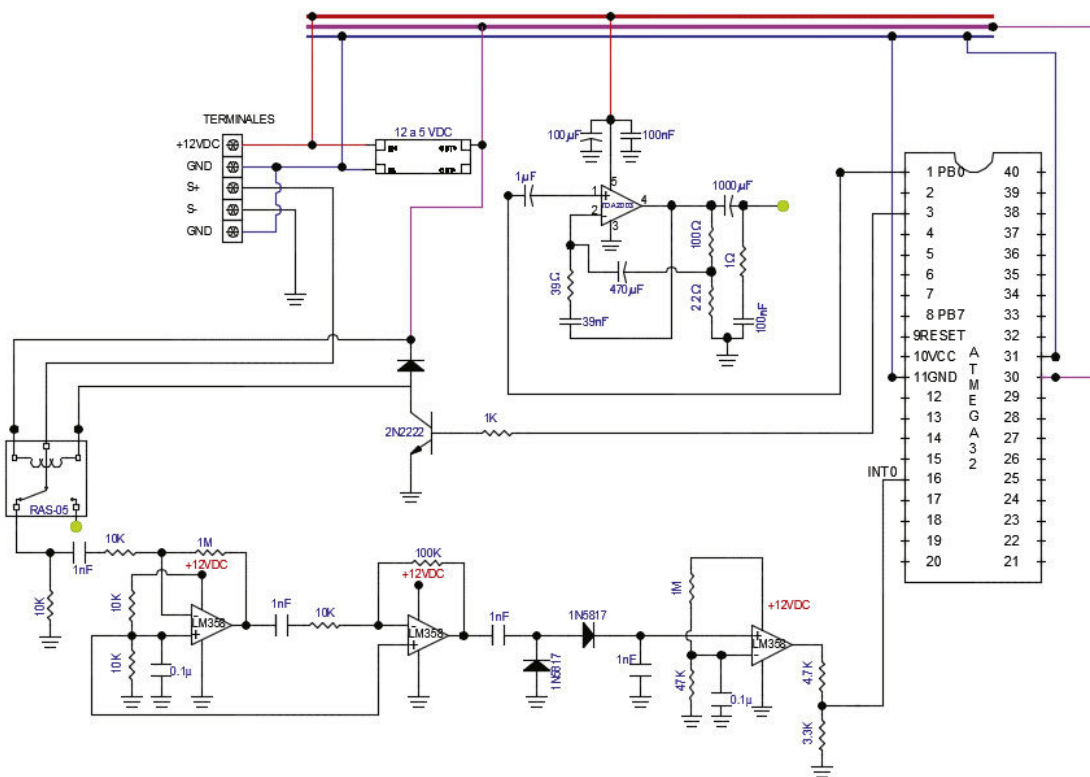 TERMINALES
+12VDC
GND
S+
S-
GND
12 a 5 VDC
IN+
OUT+
OUT-
100µF
100nF
1µF
5
1
4
2
3
TDA2003
1000µF
100Ω
1Ω
39Ω
470µF
2.2Ω
39nF
100nF
1 PB0
2
3
4
5
6
7
8 PB7
9RESET
10VCC
11GND
12
13
14
15
16
17
18
19
20
40
39
38
37
36
35
34
33
32
31
30
29
28
27
26
25
24
23
22
21
ATMEGA32
INT0
2N2222
1K
RAS-05
10K
1nF
10K
1M
+12VDC
10K
10K
LM358
0.1µ
1nF
10K
100K
+12VDC
LM358
1nF
1N5817
1N5817
1nF
1M
+12VDC
LM358
47K
0.1µ
4.7K
3.3K